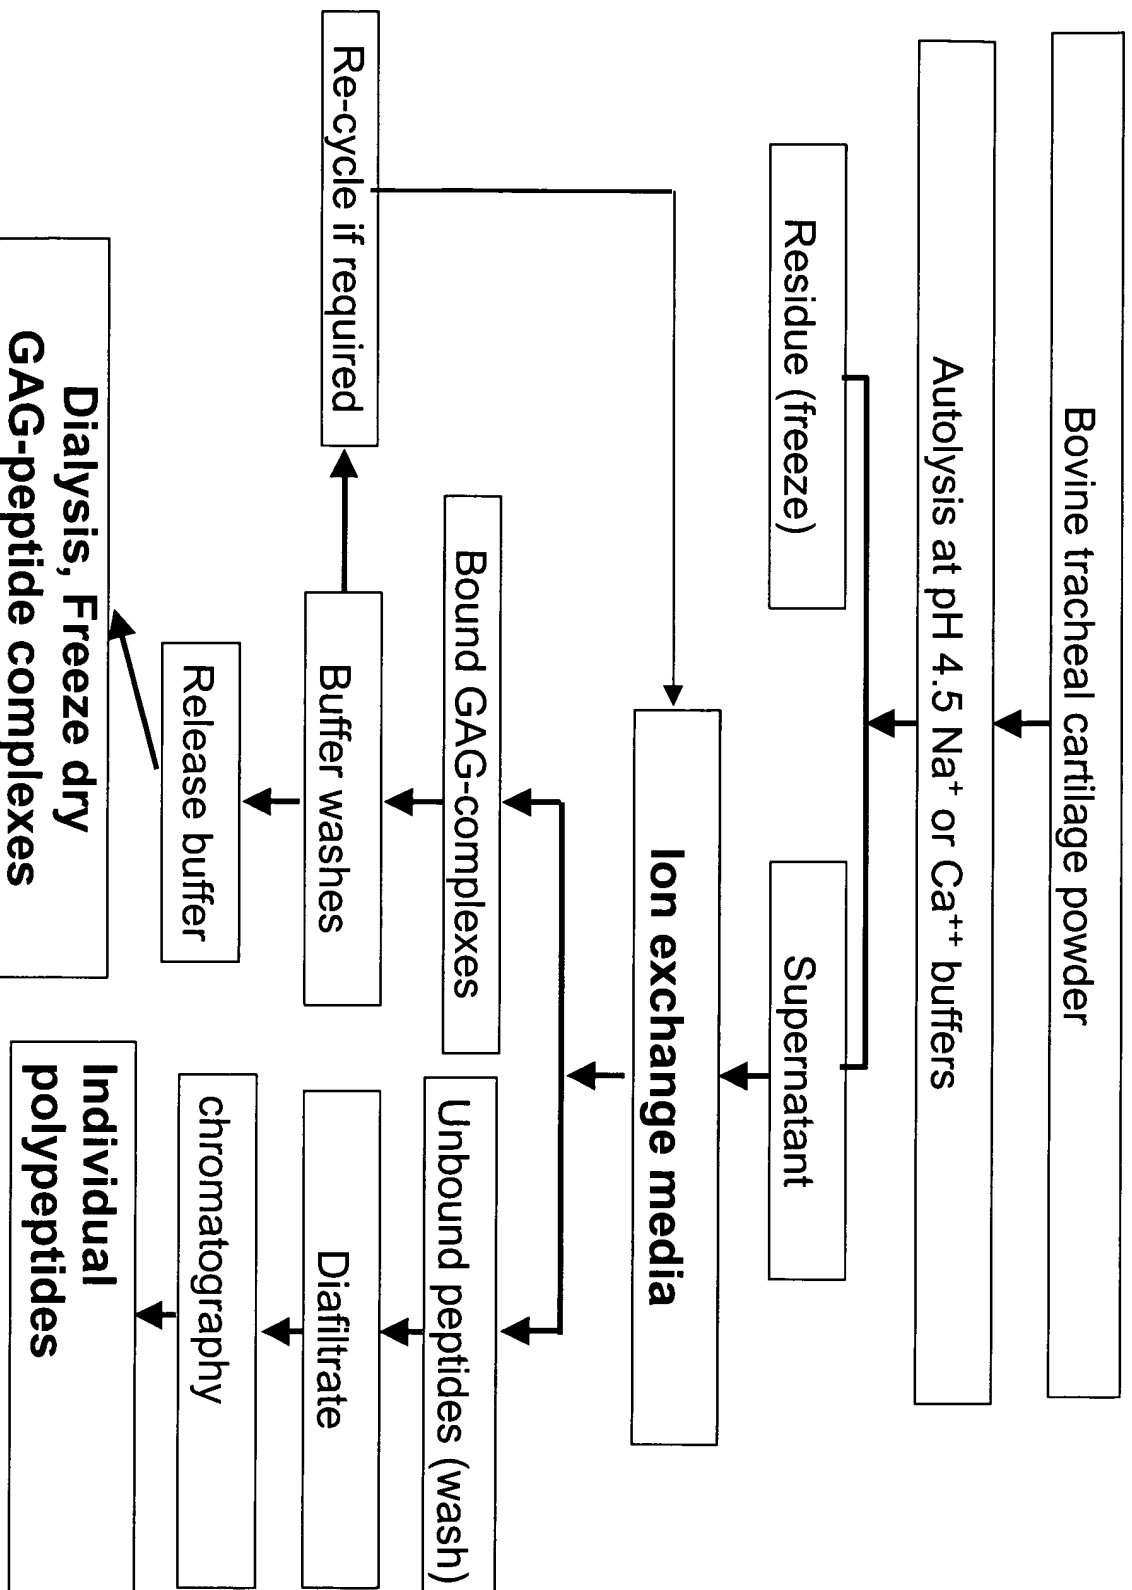 Bovine tracheal cartilage powder
Autolysis at pH 4.5 Na⁺ or Ca⁺⁺ buffers
Residue (freeze)
Supernatant
Ion exchange media
Re-cycle if required
Bound GAG-complexes
Unbound peptides (wash)
Buffer washes
Diafiltrate
Release buffer
chromatography
Dialysis, Freeze dry
GAG-peptide complexes
Individual
polypeptides